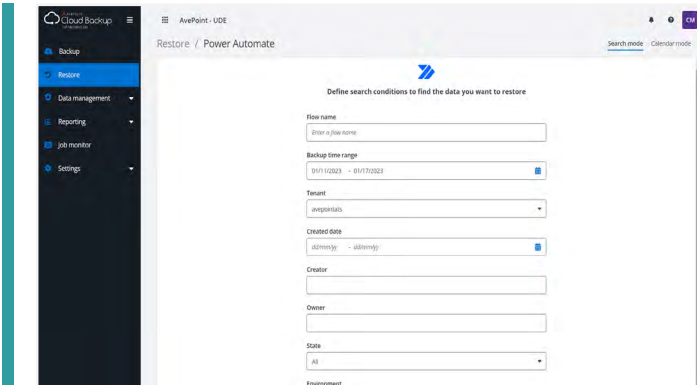 AvePoint
Cloud Backup
AvePoint - UDE
CM
Restore / Power Automate
Search mode
Calendar mode
Backup
Restore
Data management
Reporting
Job monitor
Settings
Define search conditions to find the data you want to restore
Flow name
Enter a flow name
Backup time range
01/11/2023 - 01/17/2023
Tenant
avepointals
Created date
dd/mm/yy - dd/mm/yy
Creator
Owner
State
All
Environment